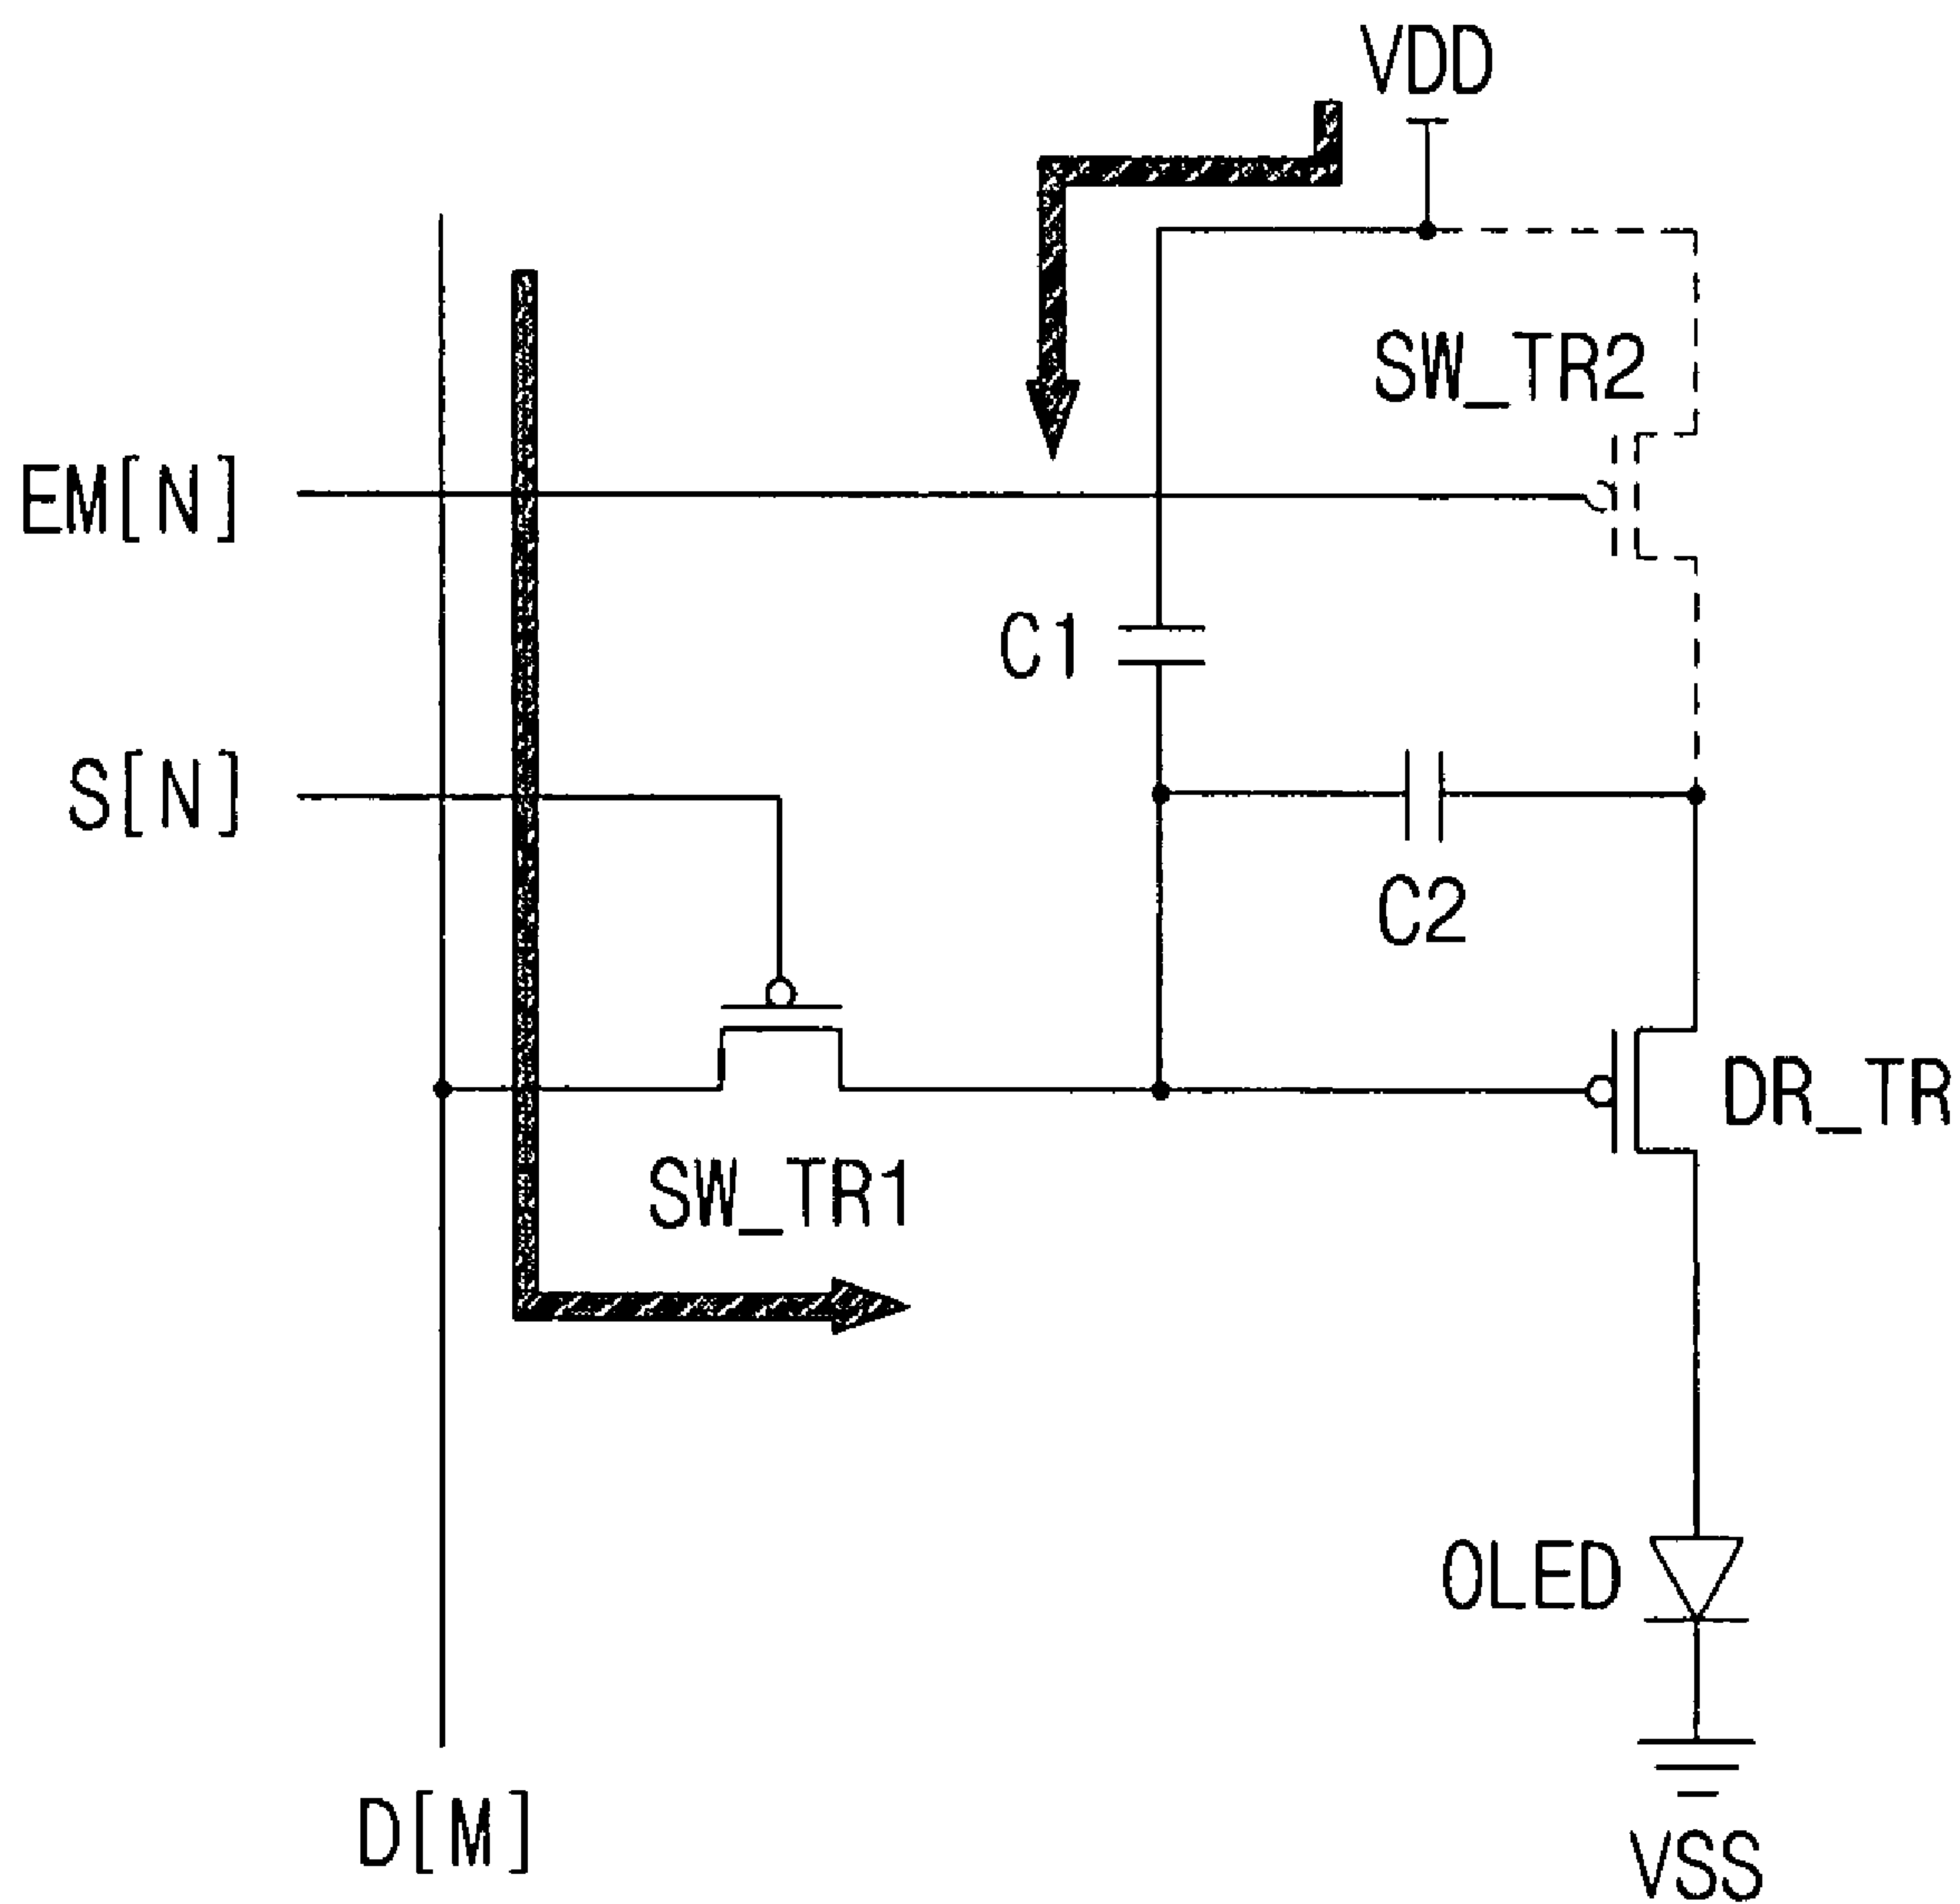 VDD
SW_TR2
EM[N]
C1
S[N]
C2
DR_TR
SW_TR1
OLED
D[M]
VSS